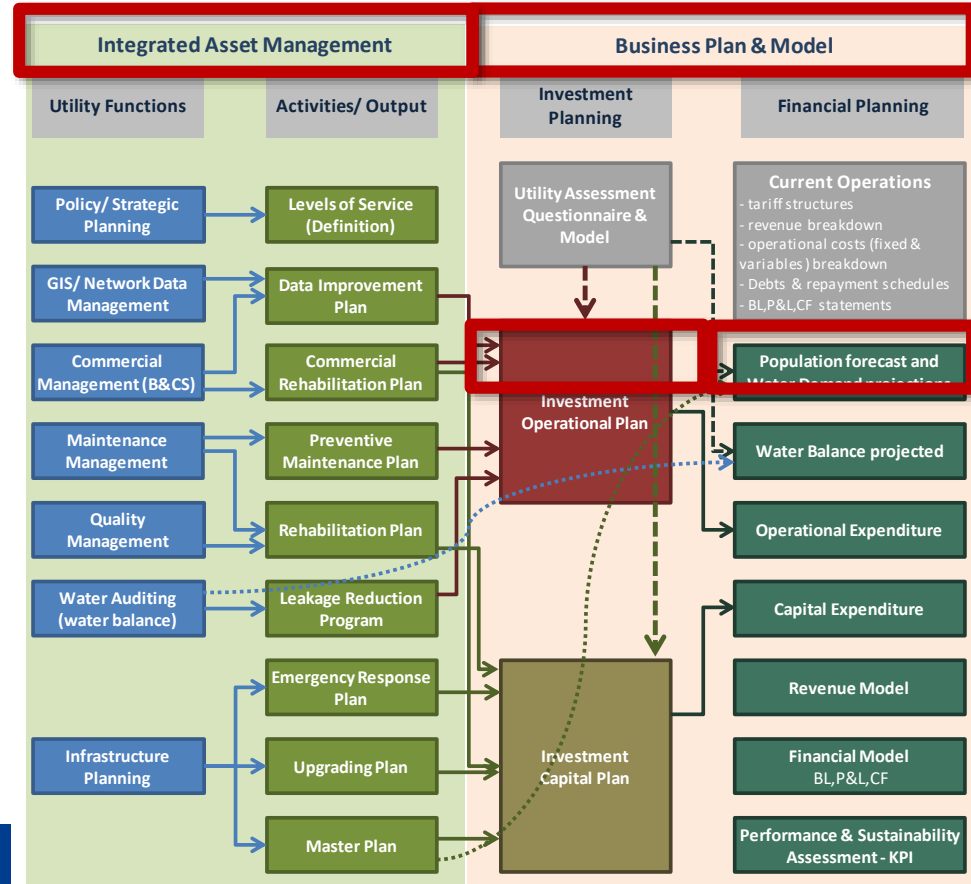 Integrated Asset Management
Business Plan & Model
Utility Functions
Activities/ Output
Investment
Planning
Financial Planning
Policy/ Strategic
Planning
Levels of Service
(Definition)
Utility Assessment
Questionnaire &
Model
Current Operations
- tariff structures
- revenue breakdown
- operational costs (fixed &
variables) breakdown
- Debts & repayment schedules
- BL,P&L,CF statements
GIS/ Network Data
Management
Data Improvement
Plan
Commercial
Management (B&CS)
Commercial
Rehabilitation Plan
Investment
Operational Plan
Population forecast and
Water Demand projections
Maintenance
Management
Preventive
Maintenance Plan
Water Balance projected
Quality
Management
Rehabilitation Plan
Operational Expenditure
Water Auditing
(water balance)
Leakage Reduction
Program
Capital Expenditure
Emergency Response
Plan
Revenue Model
Infrastructure
Planning
Upgrading Plan
Investment
Capital Plan
Financial Model
BL,P&L,CF
Master Plan
Performance & Sustainability
Assessment - KPI